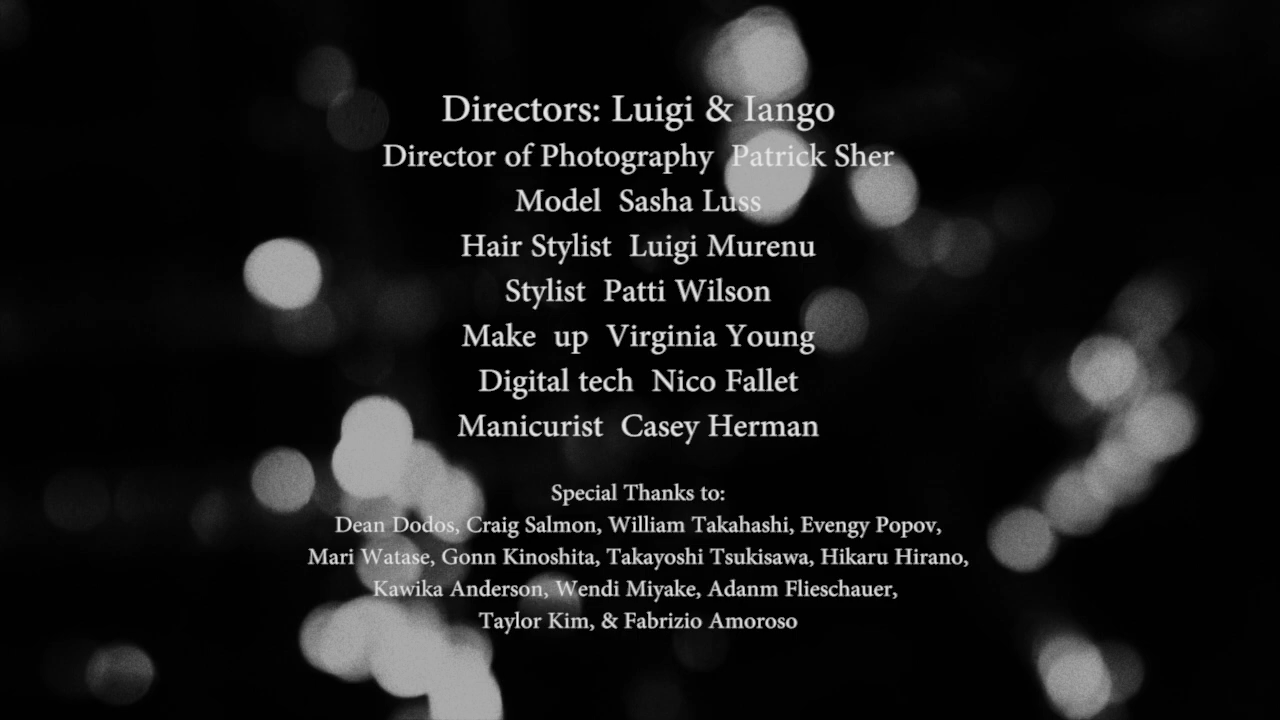 Directors: Luigi & Iango
Director of Photography Patrick Sher
Model Sasha Luss
Hair Stylist Luigi Murenu
Stylist Patti Wilson
Make up Virginia Young
Digital tech Nico Fallet
Manicurist Casey Herman
Special Thanks to:
Dean Dodos, Craig Salmon, William Takahashi, Evengy Popov,
Mari Watase, Gonn Kinoshita, Takayoshi Tsukisawa, Hikaru Hirano,
Kawika Anderson, Wendi Miyake, Adanm Flieschauer,
Taylor Kim, & Fabrizio Amoroso